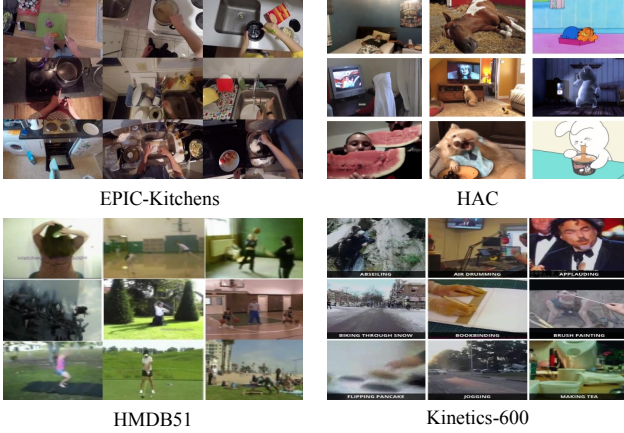 EPIC-Kitchens
HAC
ABSEILING
AIR DRUMMING
APPLAUDING
BIKING THROUGH SNOW
BOOKBINDING
BRUSH PAINTING
FLIPPING PANCAKE
JOGGING
MAKING TEA
HMDB51
Kinetics-600